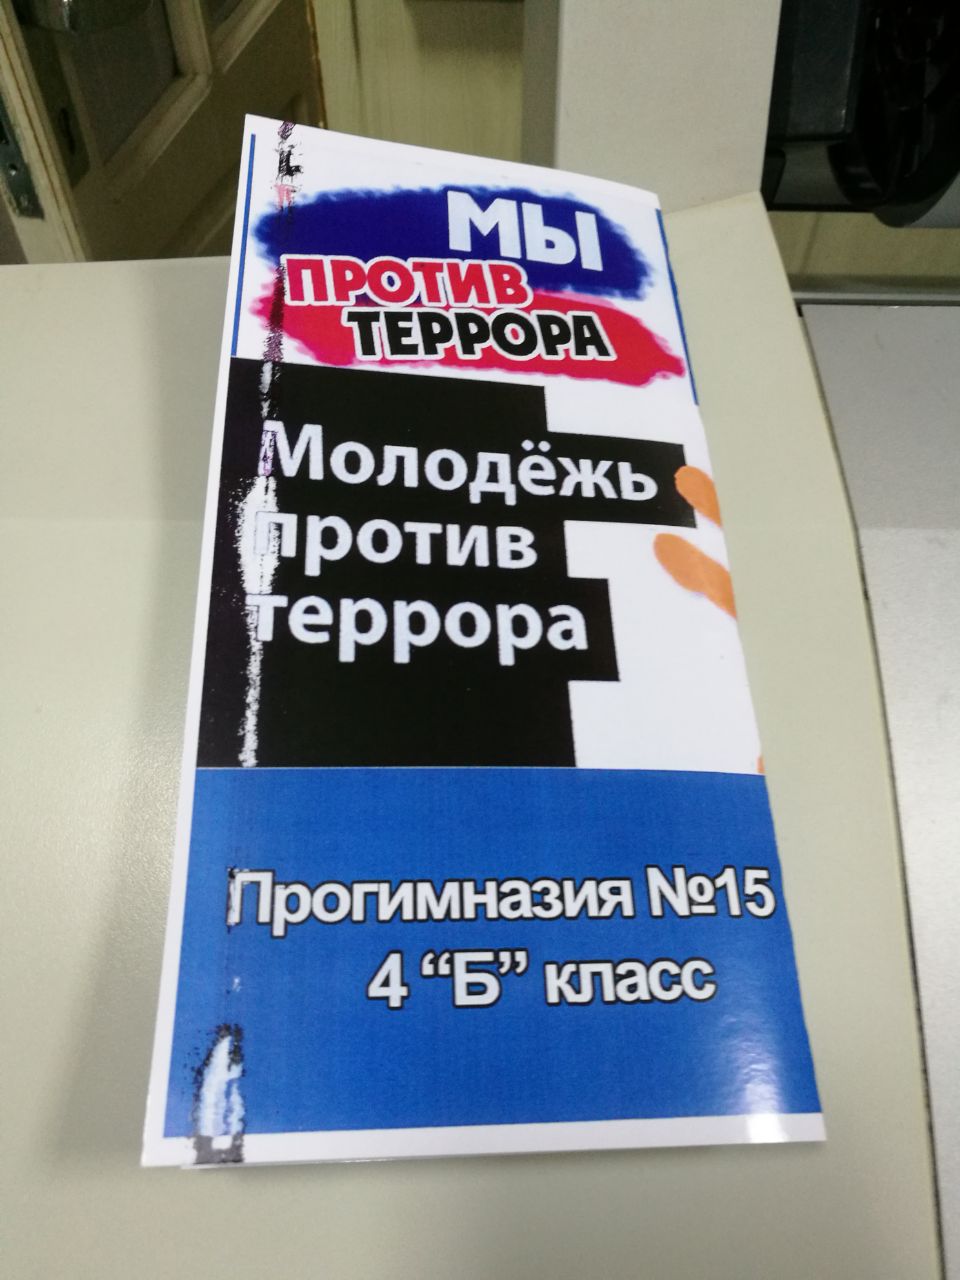 МЫ
ПРОТИВ
ТЕРРОРА
Молодёжь
против
террора
Прогимназия №15
4 “Б” класс